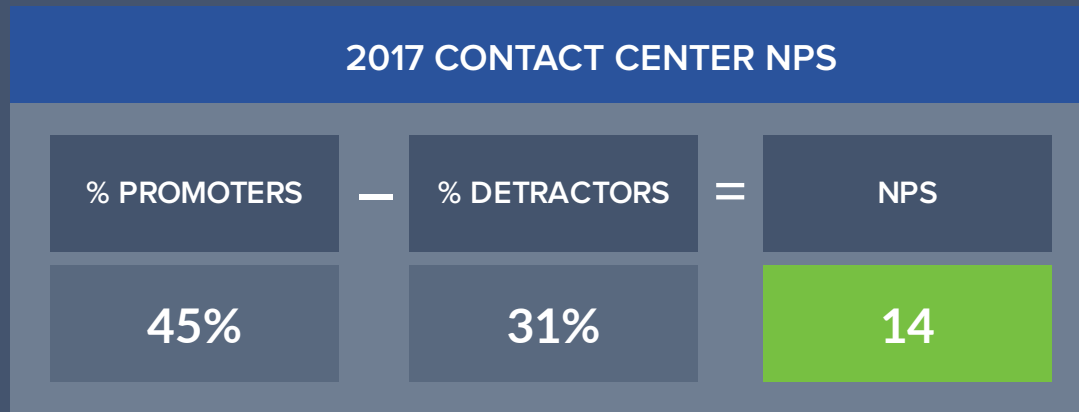 2017 CONTACT CENTER NPS
% PROMOTERS – % DETRACTORS = NPS
45% 31% 14